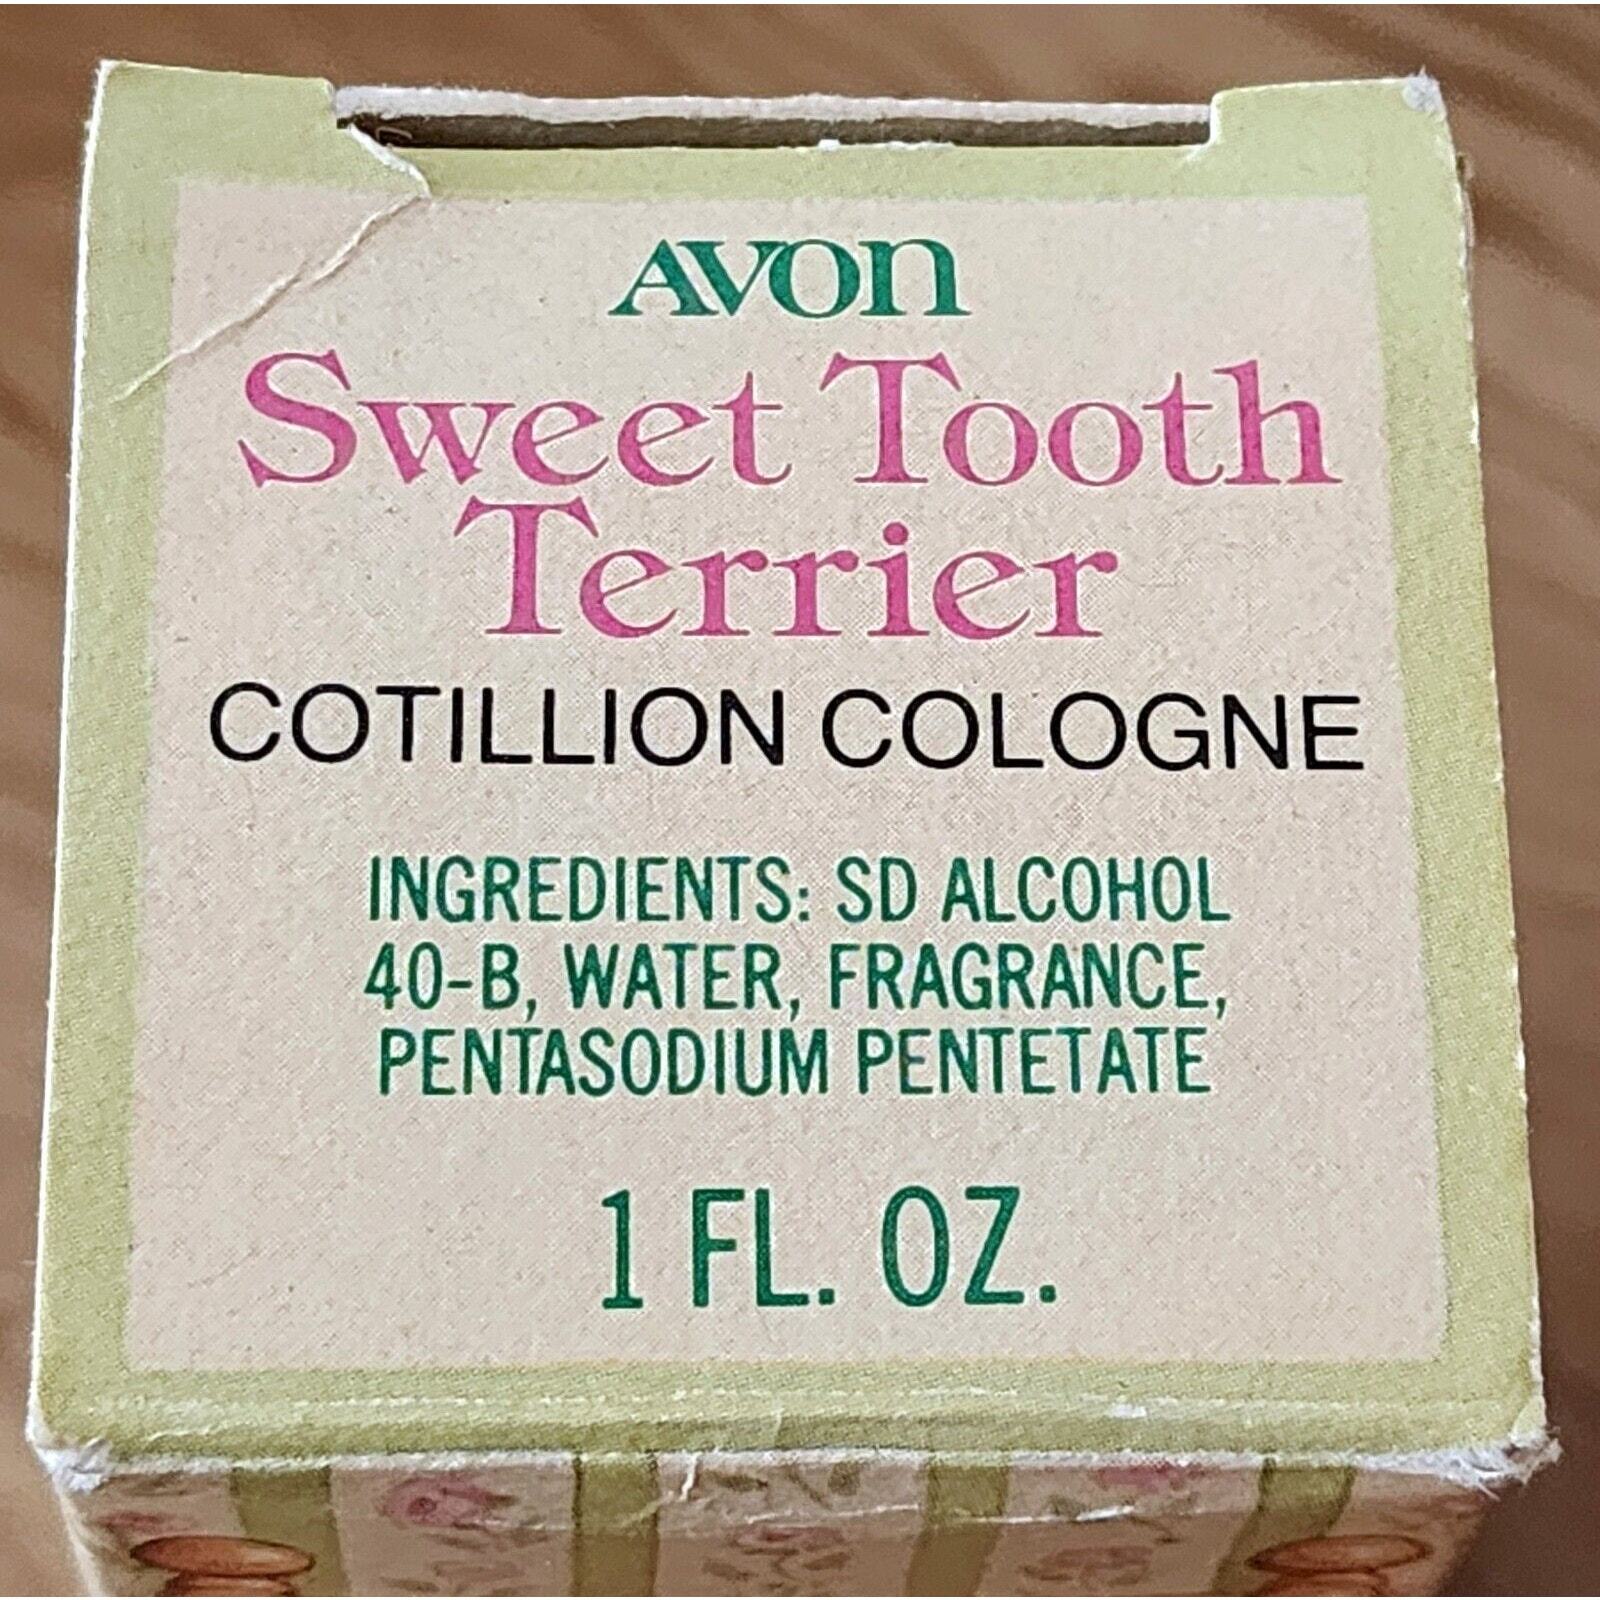 AVON
Sweet Tooth
Terrier
COTILLION COLOGNE
INGREDIENTS: SD ALCOHOL
40-B, WATER, FRAGRANCE,
PENTASODIUM PENTETATE
1 FL. OZ.